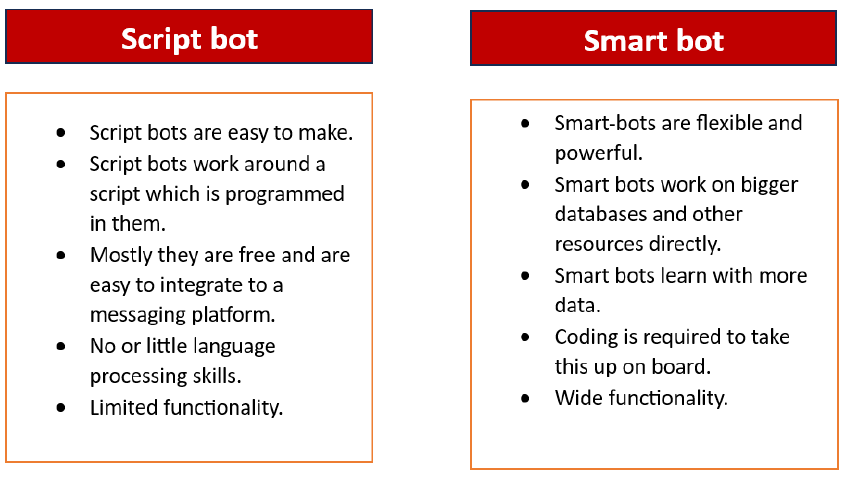 Script bot
• Script bots are easy to make.
• Script bots work around a
script which is programmed
in them.
• Mostly they are free and are
easy to integrate to a
messaging platform.
• No or little language
processing skills.
• Limited functionality.
Smart bot
• Smart-bots are flexible and
powerful.
• Smart bots work on bigger
databases and other
resources directly.
• Smart bots learn with more
data.
• Coding is required to take
this up on board.
• Wide functionality.